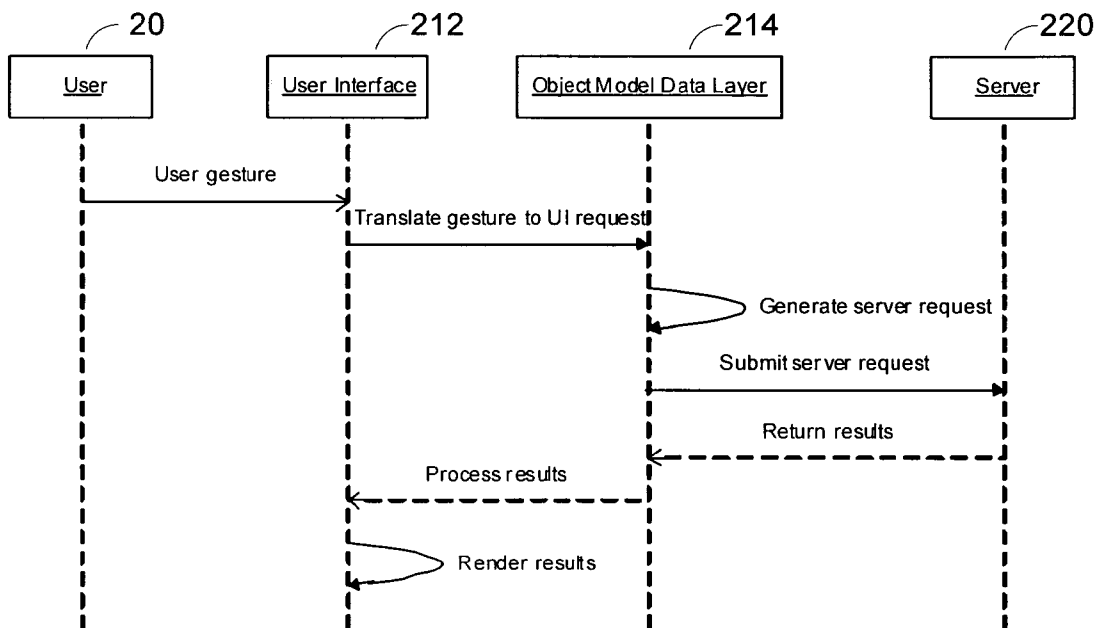 20
212
214
220
User
User Interface
Object Model Data Layer
Server
User gesture
Translate gesture to UI request
Generate server request
Submit server request
Return results
Process results
Render results